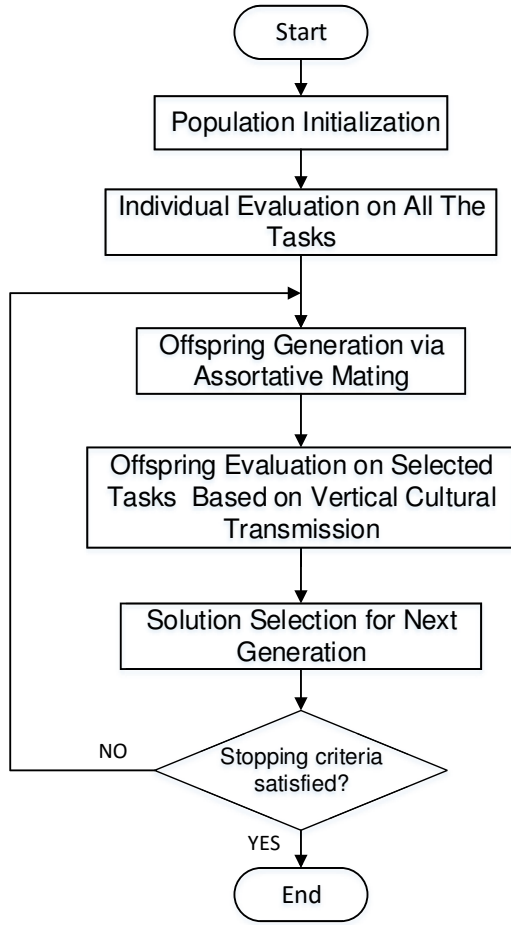 Start
Population Initialization
Individual Evaluation on All The
Tasks
Offspring Generation via
Assortative Mating
Offspring Evaluation on Selected
Tasks Based on Vertical Cultural
Transmission
Solution Selection for Next
Generation
Stopping criteria
satisfied?
NO
YES
End